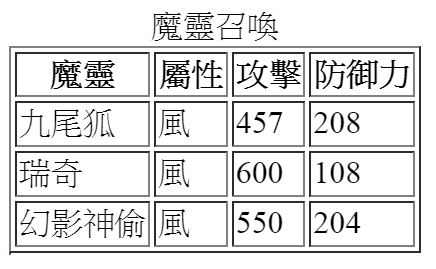 魔靈召喚
魔靈 屬性 攻擊 防御力
九尾狐 風 457 208
瑞奇 風 600 108
幻影神偷 風 550 204